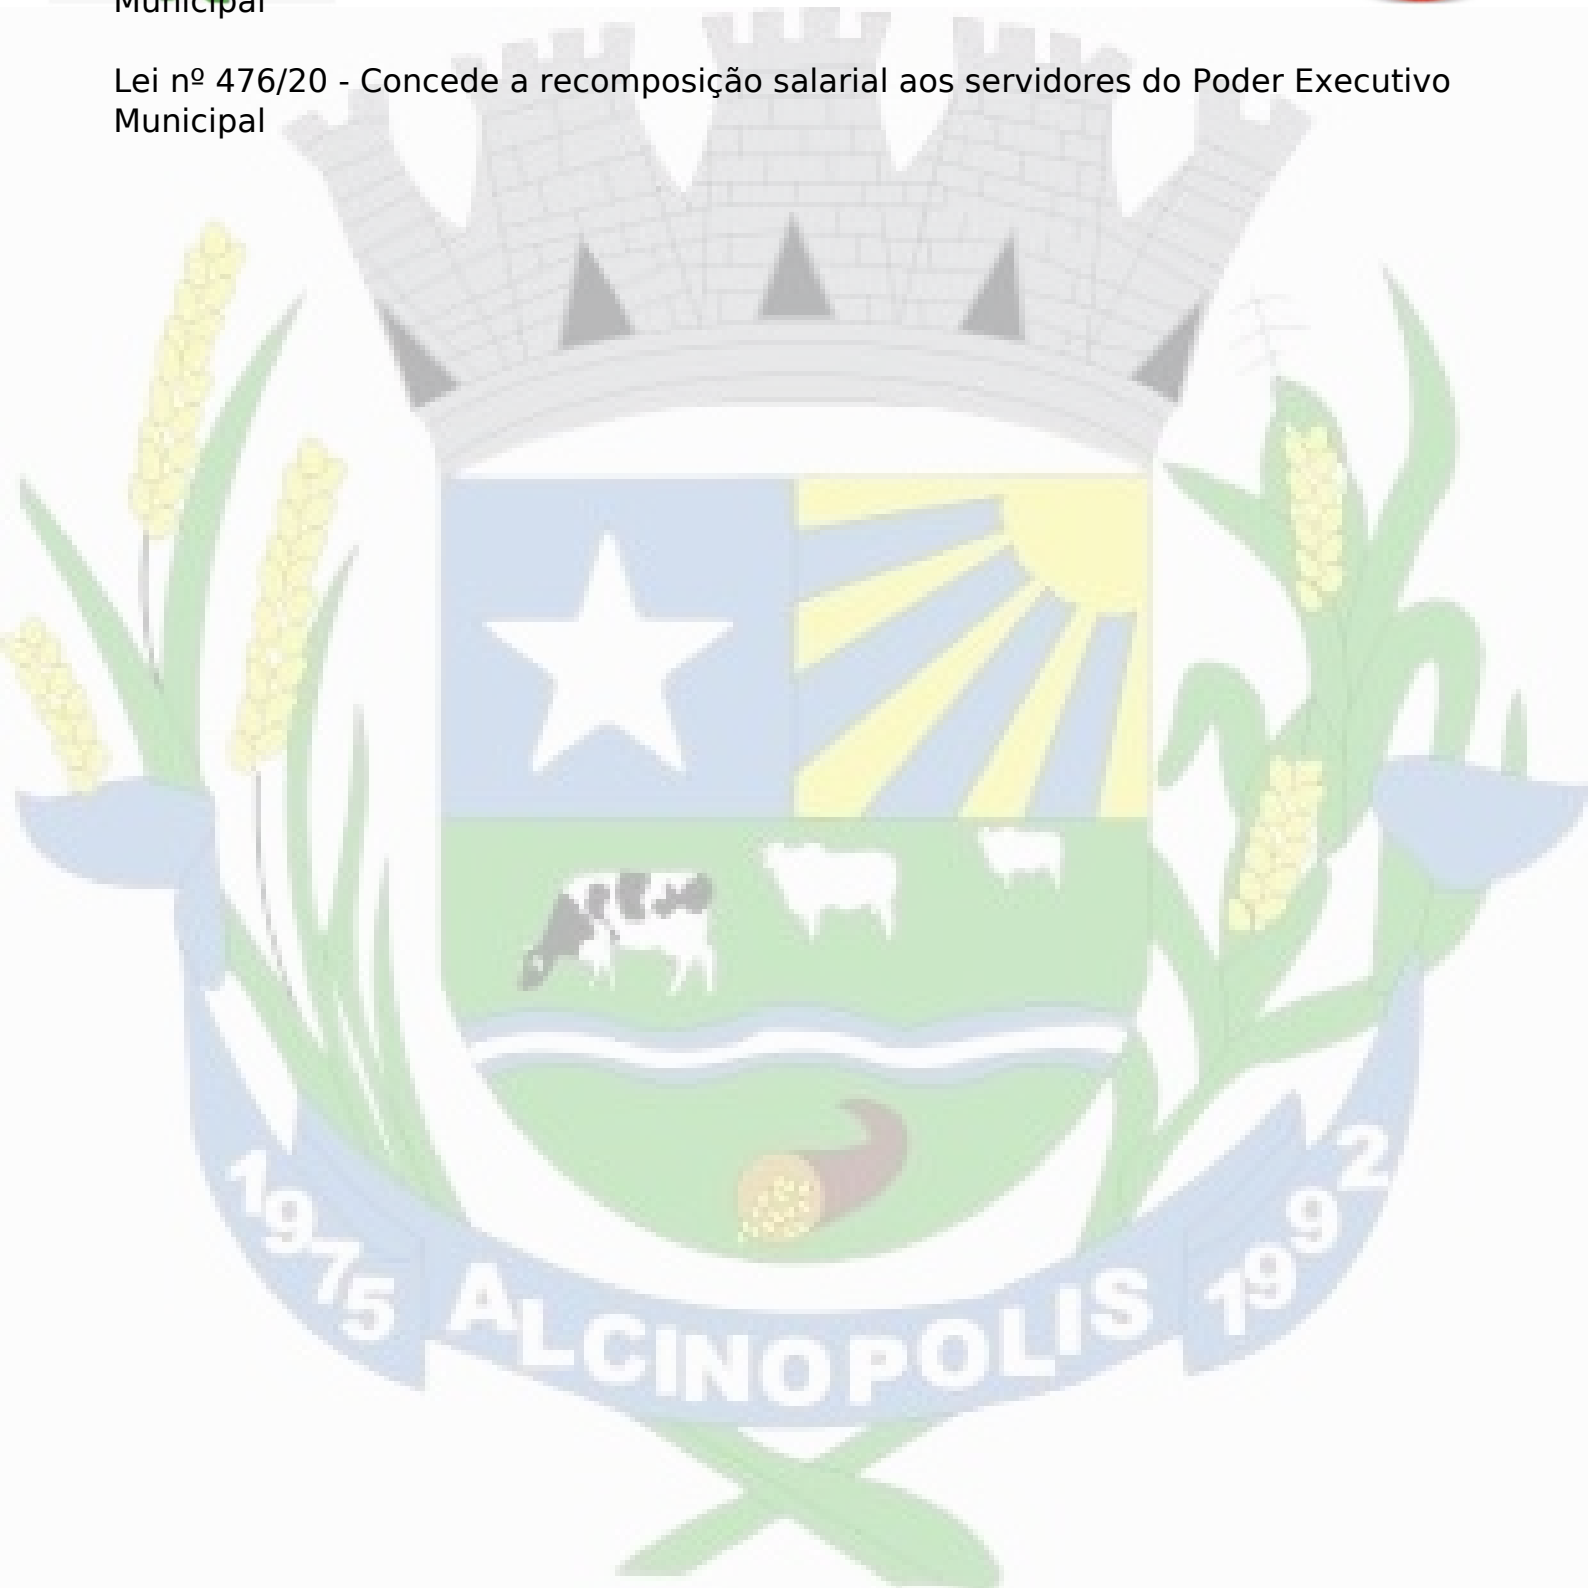 Municipal
Lei nº 476/20 - Concede a recomposição salarial aos servidores do Poder Executivo
Municipal
1975 ALCINOPOLIS 1992